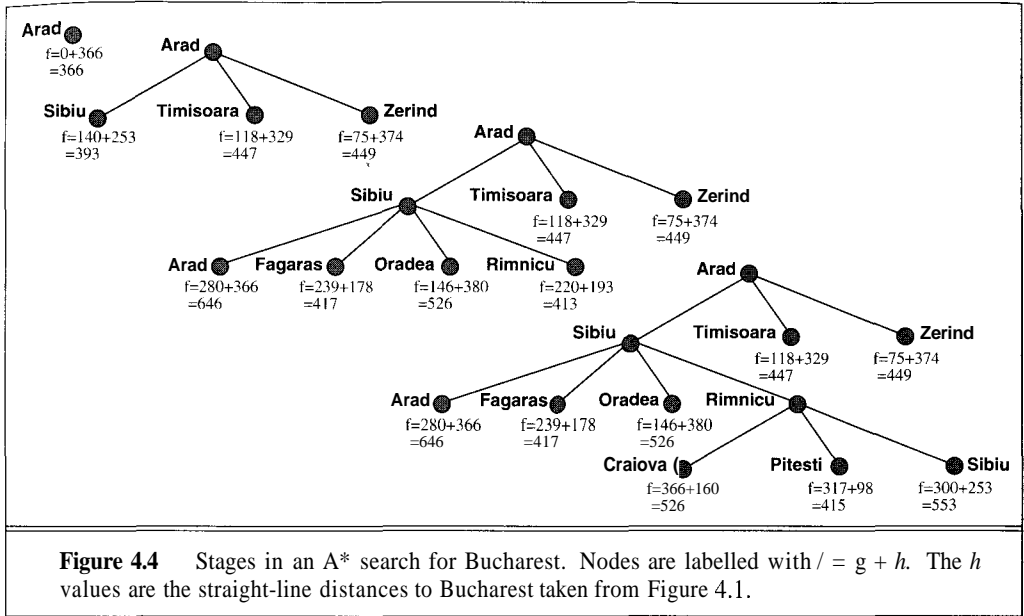 Arad
f=0+366
=366
Arad
Sibiu
f=140+253
=393
Timisoara
f=118+329
=447
Zerind
f=75+374
=449
Arad
Sibiu
Timisoara
f=118+329
=447
Zerind
f=75+374
=449
Arad
f=280+366
=646
Fagaras
f=239+178
=417
Oradea
f=146+380
=526
Rimnicu
f=220+193
=413
Arad
Sibiu
Timisoara
f=118+329
=447
Zerind
f=75+374
=449
Arad
f=280+366
=646
Fagaras
f=239+178
=417
Oradea
f=146+380
=526
Rimnicu
Craiova (
f=366+160
=526
Pitesti
f=317+98
=415
Sibiu
f=300+253
=553
Figure 4.4 Stages in an A* search for Bucharest. Nodes are labelled with / = g + h. The h
values are the straight-line distances to Bucharest taken from Figure 4.1.